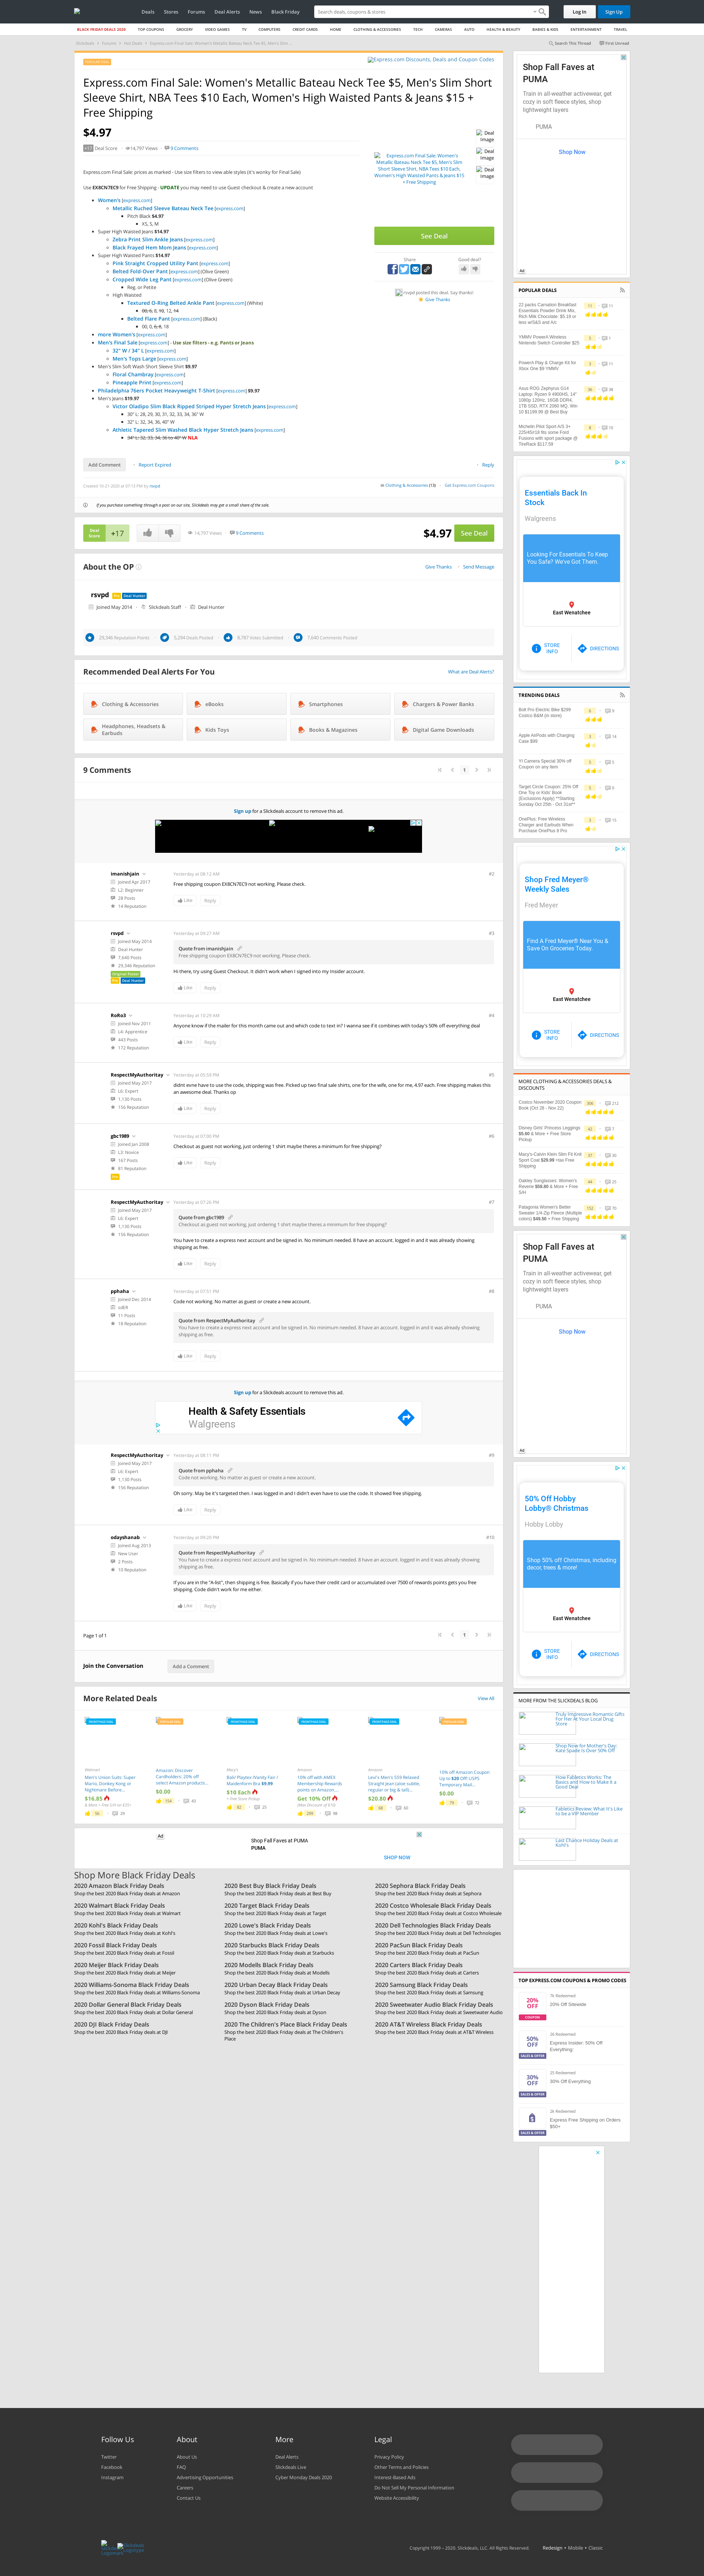 Deals Stores Forums Deal Alerts News Black Friday
Search deals, coupons & stores
Log In
Sign Up
BLACK FRIDAY DEALS 2020 TOP COUPONS GROCERY VIDEO GAMES TV COMPUTERS CREDIT CARDS HOME CLOTHING & ACCESSORIES TECH CAMERAS AUTO HEALTH & BEAUTY BABIES & KIDS ENTERTAINMENT TRAVEL
Search This Thread First Unread
Express.com Discounts, Deals and Coupon Codes
Express.com Final Sale: Women's Metallic Bateau Neck Tee $5, Men's Slim Short
Sleeve Shirt, NBA Tees $10 Each, Women's High Waisted Pants & Jeans $15 +
Free Shipping
$4.97
+17 Deal Score
14,797 Views
9 Comments
Express.com Final Sale: prices as marked - Use size filters to view able styles (it's wonky for Final Sale)
Use EX8CN7EC9 for Free Shipping - UPDATE you may need to use Guest checkout & create a new account
Women's [express.com]
Metallic Ruched Sleeve Bateau Neck Tee [express.com]
Pitch Black $4.97
XS, S, M
Super High Waisted Jeans $14.97
Zebra Print Slim Ankle Jeans [express.com]
Black Frayed Hem Mom Jeans [express.com]
Super High Waisted Pants $14.97
Pink Straight Cropped Utility Pant [express.com]
Belted Fold-Over Pant [express.com] (Olive Green)
Cropped Wide Leg Pant [express.com] (Olive Green)
Reg. or Petite
High Waisted
Textured O-Ring Belted Ankle Pant [express.com] (White)
00, 6, 8, 10, 12, 14
Belted Flare Pant [express.com] (Black)
00, 0, 6, 8, 18
more Women's [express.com]
Men's Final Sale [express.com] - Use size filters - e.g. Pants or Jeans
32" W / 34" L [express.com]
Men's Tops Large [express.com]
Men's Slim Soft Wash Short Sleeve Shirt $9.97
Floral Chambray [express.com]
Pineapple Print [express.com]
Philadelphia 76ers Pocket Heavyweight T-Shirt [express.com] $9.97
Men's Jeans $19.97
Victor Oladipo Slim Black Ripped Striped Hyper Stretch Jeans [express.com]
30" L: 28, 29, 30, 31, 32, 33, 34, 36" W
32" L: 32, 34, 36, 40" W
Athletic Tapered Slim Washed Black Hyper Stretch Jeans [express.com]
34" L: 32, 33, 34, 36 to 40" W NLA
Express.com Final Sale: Women's
Metallic Bateau Neck Tee $5, Men's Slim
Short Sleeve Shirt, NBA Tees $10 Each,
Women's High Waisted Pants & Jeans $15
+ Free Shipping
Deal
Image
Deal
Image
Deal
Image
See Deal
Share
Good deal?
rsvpd posted this deal. Say thanks!
Give Thanks
Add Comment
Report Expired
Reply
in Clothing & Accessories (13)
Get Express.com Coupons
If you purchase something through a post on our site, Slickdeals may get a small share of the sale.
Deal
Score
+17
14,797 Views
9 Comments
$4.97
See Deal
About the OP
Give Thanks
Send Message
rsvpd Pro Deal Hunter
Joined May 2014 Slickdeals Staff Deal Hunter
29,346 Reputation Points
5,294 Deals Posted
8,787 Votes Submitted
7,640 Comments Posted
Recommended Deal Alerts For You
What are Deal Alerts?
Clothing & Accessories
eBooks
Smartphones
Chargers & Power Banks
Headphones, Headsets &
Earbuds
Kids Toys
Books & Magazines
Digital Game Downloads
9 Comments
1
Sign up for a Slickdeals account to remove this ad.
imanishjain
Yesterday at 08:12 AM
#2
Joined Apr 2017
L2: Beginner
28 Posts
14 Reputation
Free shipping coupon EX8CN7EC9 not working. Please check.
Like Reply
rsvpd
Yesterday at 09:27 AM
#3
Joined May 2014
Deal Hunter
7,640 Posts
29,346 Reputation
Original Poster
Pro Deal Hunter
Quote from imanishjain
Free shipping coupon EX8CN7EC9 not working. Please check.
Hi there, try using Guest Checkout. It didn't work when I signed into my Insider account.
Like Reply
RoRo3
Yesterday at 10:29 AM
#4
Joined Nov 2011
L4: Apprentice
443 Posts
172 Reputation
Anyone know if the mailer for this month came out and which code to text in? I wanna see if it combines with today's 50% off everything deal
Like Reply
RespectMyAuthoritay
Yesterday at 05:59 PM
#5
Joined May 2017
L6: Expert
1,130 Posts
156 Reputation
didnt evne have to use the code, shipping was free. Picked up two final sale shirts, one for the wife, one for me, 4.97 each. Free shipping makes this
an awesome deal. Thanks op
Like Reply
gbc1989
Yesterday at 07:08 PM
#6
Joined Jan 2008
L3: Novice
167 Posts
81 Reputation
Pro
Checkout as guest not working, just ordering 1 shirt maybe theres a minimum for free shipping?
Like Reply
RespectMyAuthoritay
Yesterday at 07:26 PM
#7
Joined May 2017
L6: Expert
1,130 Posts
156 Reputation
Quote from gbc1989
Checkout as guest not working, just ordering 1 shirt maybe theres a minimum for free shipping?
You have to create a express next account and be signed in. No minimum needed. 8 have an account, logged in and it was already showing
shipping as free.
Like Reply
pphaha
Yesterday at 07:51 PM
#8
Joined Dec 2014
11 Posts
18 Reputation
Code not working. No matter as guest or create a new account.
Quote from RespectMyAuthoritay
You have to create a express next account and be signed in. No minimum needed. 8 have an account, logged in and it was already showing
shipping as free.
Like Reply
Sign up for a Slickdeals account to remove this ad.
Health & Safety Essentials
Walgreens
RespectMyAuthoritay
Yesterday at 08:11 PM
#9
Joined May 2017
L6: Expert
1,130 Posts
156 Reputation
Quote from pphaha
Code not working. No matter as guest or create a new account.
Oh sorry. May be it's targeted then. I was logged in and I didn't even have to use the code. It showed free shipping.
Like Reply
odayshanab
Yesterday at 09:20 PM
#10
Joined Aug 2013
New User
2 Posts
10 Reputation
Quote from RespectMyAuthoritay
You have to create a express next account and be signed in. No minimum needed. 8 have an account, logged in and it was already showing
shipping as free.
If you are in the "A-list", then shipping is free. Basically if you have their credit card or accumulated over 7500 of rewards points gets you free
shipping. Code didn't work for me either.
Like Reply
Page 1 of 1
1
Join the Conversation
Add a Comment
More Related Deals
View All
Walmart
Men's Union Suits: Super
Mario, Donkey Kong or
Nightmare Before...
$16.85
Amazon: Discover
Cardholders: 20% off
select Amazon products...
$0.00
Macy's
Bali/ Playtex /Vanity Fair /
Maidenform Bra $9.99
$10 Each
+ Free Store Pickup
Amazon
10% off with AMEX
Membership Rewards
points on Amazon...
Get 10% Off
Amazon
Levi's Men's 559 Relaxed
Straight Jean (alloe subtle,
regular or big & tall)...
$20.80
10% off Amazon Coupon
Up to $20 Off! USPS
Temporary Mail...
$0.00
Shop Fall Faves at PUMA
PUMA
SHOP NOW
Shop More Black Friday Deals
2020 Amazon Black Friday Deals
Shop the best 2020 Black Friday deals at Amazon
2020 Best Buy Black Friday Deals
Shop the best 2020 Black Friday deals at Best Buy
2020 Sephora Black Friday Deals
Shop the best 2020 Black Friday deals at Sephora
2020 Walmart Black Friday Deals
Shop the best 2020 Black Friday deals at Walmart
2020 Target Black Friday Deals
Shop the best 2020 Black Friday deals at Target
2020 Costco Wholesale Black Friday Deals
Shop the best 2020 Black Friday deals at Costco Wholesale
2020 Kohl's Black Friday Deals
Shop the best 2020 Black Friday deals at Kohl's
2020 Lowe's Black Friday Deals
Shop the best 2020 Black Friday deals at Lowe's
2020 Dell Technologies Black Friday Deals
Shop the best 2020 Black Friday deals at Dell Technologies
2020 Fossil Black Friday Deals
Shop the best 2020 Black Friday deals at Fossil
2020 Starbucks Black Friday Deals
Shop the best 2020 Black Friday deals at Starbucks
2020 PacSun Black Friday Deals
Shop the best 2020 Black Friday deals at PacSun
2020 Meijer Black Friday Deals
Shop the best 2020 Black Friday deals at Meijer
2020 Modells Black Friday Deals
Shop the best 2020 Black Friday deals at Modells
2020 Carters Black Friday Deals
Shop the best 2020 Black Friday deals at Carters
2020 Williams-Sonoma Black Friday Deals
Shop the best 2020 Black Friday deals at Williams-Sonoma
2020 Urban Decay Black Friday Deals
Shop the best 2020 Black Friday deals at Urban Decay
2020 Samsung Black Friday Deals
Shop the best 2020 Black Friday deals at Samsung
2020 Dollar General Black Friday Deals
Shop the best 2020 Black Friday deals at Dollar General
2020 Dyson Black Friday Deals
Shop the best 2020 Black Friday deals at Dyson
2020 Sweetwater Audio Black Friday Deals
Shop the best 2020 Black Friday deals at Sweetwater Audio
2020 DJI Black Friday Deals
Shop the best 2020 Black Friday deals at DJI
2020 The Children's Place Black Friday Deals
Shop the best 2020 Black Friday deals at The Children's
Place
2020 AT&T Wireless Black Friday Deals
Shop the best 2020 Black Friday deals at AT&T Wireless
Shop Fall Faves at
PUMA
Train in all-weather activewear, get
cozy in soft fleece styles, shop
lightweight layers
PUMA
Shop Now
Ad
POPULAR DEALS
22 packs Carnation Breakfast
Essentials Powder Drink Mix,
Rich Milk Chocolate: $5.19 or
less w/S&S and A/c
YMMV PowerA Wireless
Nintendo Switch Controller $25
PowerA Play & Charge Kit for
Xbox One $9 YMMV
Asus ROG Zephyrus G14
Laptop: Ryzen 9 4900HS, 14"
1080p 120Hz, 16GB DDR4,
1TB SSD, RTX 2060 MQ, Win
10 $1199.99 @ Best Buy
Michelin Pilot Sport A/S 3+
225/45/r18 fits some Ford
Fusions with sport package @
TireRack $117.59
Essentials Back In
Stock
Walgreens
Looking For Essentials To Keep
You Safe? We've Got Them.
East Wenatchee
STORE
INFO
DIRECTIONS
TRENDING DEALS
Bolt Pro Electric Bike $299
Costco B&M (in store)
Apple AirPods with Charging
Case $99
YI Camera Special 30% off
Coupon on any item
Target Circle Coupon: 25% Off
One Toy or Kids' Book
(Exclusions Apply) **Starting
Sunday Oct 25th - Oct 31st**
OnePlus: Free Wireless
Charger and Earbuds When
Purchase OnePlus 8 Pro
Shop Fred Meyer®
Weekly Sales
Fred Meyer
Find A Fred Meyer® Near You &
Save On Groceries Today.
East Wenatchee
STORE
INFO
DIRECTIONS
MORE CLOTHING & ACCESSORIES DEALS &
DISCOUNTS
Costco November 2020 Coupon
Book (Oct 28 - Nov 22)
Disney Girls' Princess Leggings
$5.60 & More + Free Store
Pickup
Macy's-Calvin Klein Slim Fit Knit
Sport Coat $29.99 +tax Free
Shipping
Oakley Sunglasses: Women's
Reverie $56.60 & More + Free
S/H
Patagonia Women's Better
Sweater 1/4-Zip Fleece (Multiple
colors) $49.50 + Free Shipping
Shop Fall Faves at
PUMA
Train in all-weather activewear, get
cozy in soft fleece styles, shop
lightweight layers
PUMA
Shop Now
Ad
50% Off Hobby
Lobby® Christmas
Hobby Lobby
Shop 50% off Christmas, including
decor, trees & more!
East Wenatchee
STORE
INFO
DIRECTIONS
MORE FROM THE SLICKDEALS BLOG
Truly Impressive Romantic Gifts
For Her At Your Local Drug
Store
Shop Now for Mother's Day:
Kate Spade Is Over 50% Off
How Fabletics Works: The
Basics and How to Make it a
Good Deal
Fabletics Review: What It's Like
to be a VIP Member
Last Chance Holiday Deals at
Kohl's
TOP EXPRESS.COM COUPONS & PROMO CODES
20%
OFF
COUPON
7k Redeemed
20% Off Sitewide
50%
OFF
SALES & OFFER
3k Redeemed
Express Insider: 50% Off
Everything
30%
OFF
SALES & OFFER
25 Redeemed
30% Off Everything
SALES & OFFER
2k Redeemed
Express Free Shipping on Orders
$50+
Follow Us
Twitter
Facebook
Instagram
About
About Us
FAQ
Advertising Opportunities
Careers
Contact Us
More
Deal Alerts
Slickdeals Live
Cyber Monday Deals 2020
Legal
Privacy Policy
Other Terms and Policies
Interest-Based Ads
Do Not Sell My Personal Information
Website Accessibility
Copyright 1999 - 2020. Slickdeals, LLC. All Rights Reserved. Redesign • Mobile • Classic